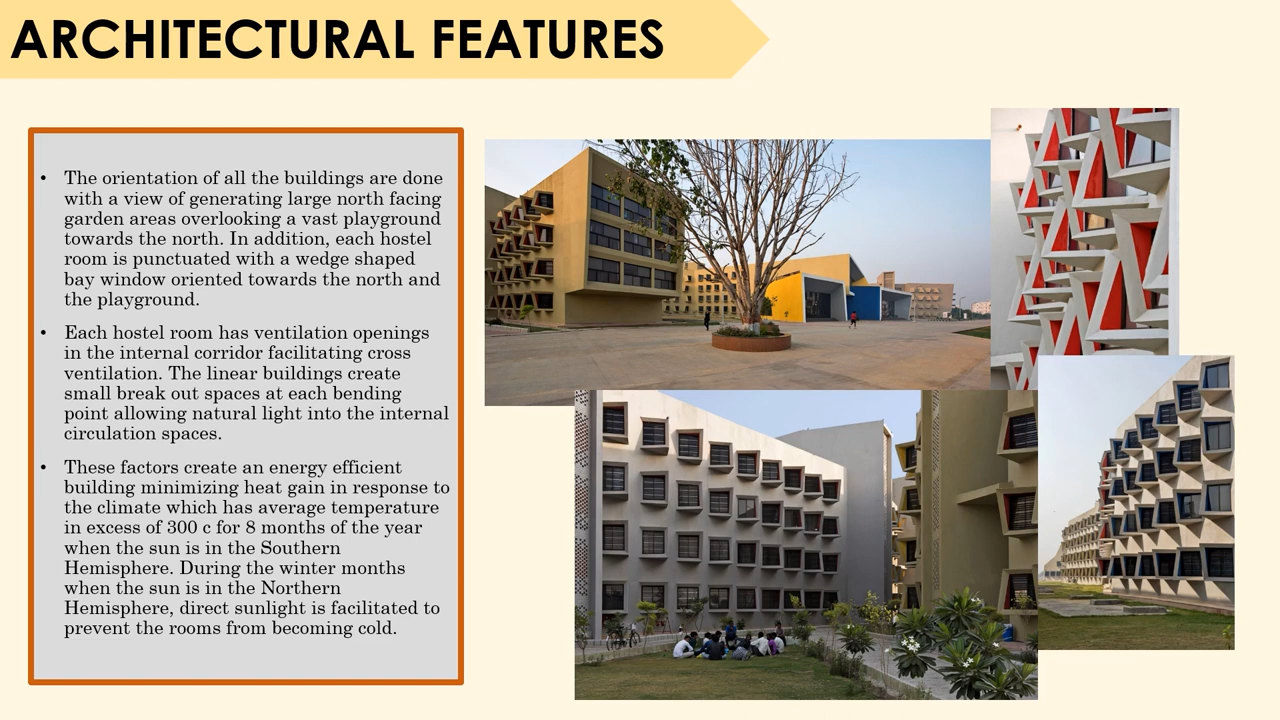 ARCHITECTURAL FEATURES
• The orientation of all the buildings are done
with a view of generating large north facing
garden areas overlooking a vast playground
towards the north. In addition, each hostel
room is punctuated with a wedge shaped
bay window oriented towards the north and
the playground.
• Each hostel room has ventilation openings
in the internal corridor facilitating cross
ventilation. The linear buildings create
small break out spaces at each bending
point allowing natural light into the internal
circulation spaces.
• These factors create an energy efficient
building minimizing heat gain in response to
the climate which has average temperature
in excess of 300 c for 8 months of the year
when the sun is in the Southern
Hemisphere. During the winter months
when the sun is in the Northern
Hemisphere, direct sunlight is facilitated to
prevent the rooms from becoming cold.